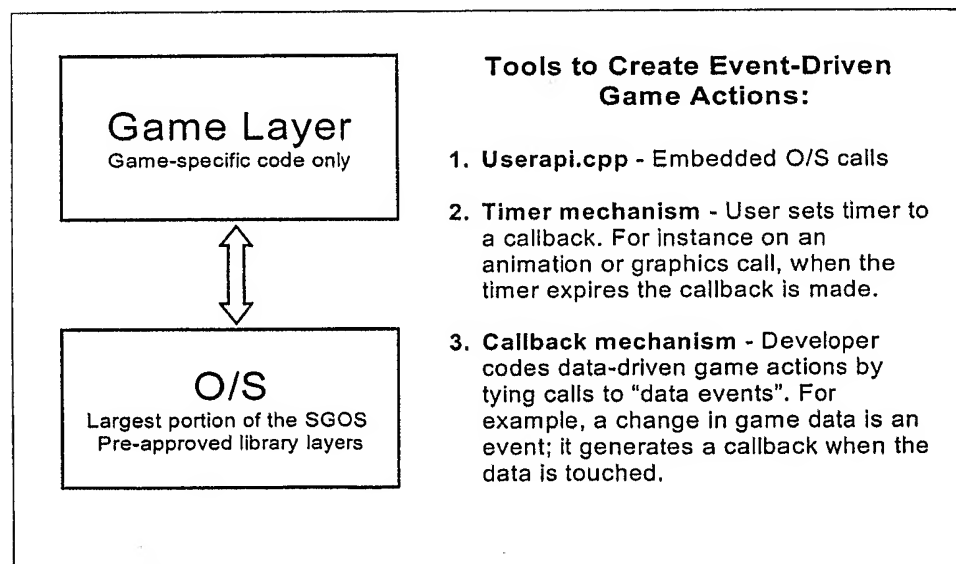 Game Layer
Game-specific code only
O/S
Largest portion of the SGOS
Pre-approved library layers
Tools to Create Event-Driven
Game Actions:
1. Userapi.cpp - Embedded O/S calls
2. Timer mechanism - User sets timer to
a callback. For instance on an
animation or graphics call, when the
timer expires the callback is made.
3. Callback mechanism - Developer
codes data-driven game actions by
tying calls to “data events”. For
example, a change in game data is an
event; it generates a callback when the
data is touched.